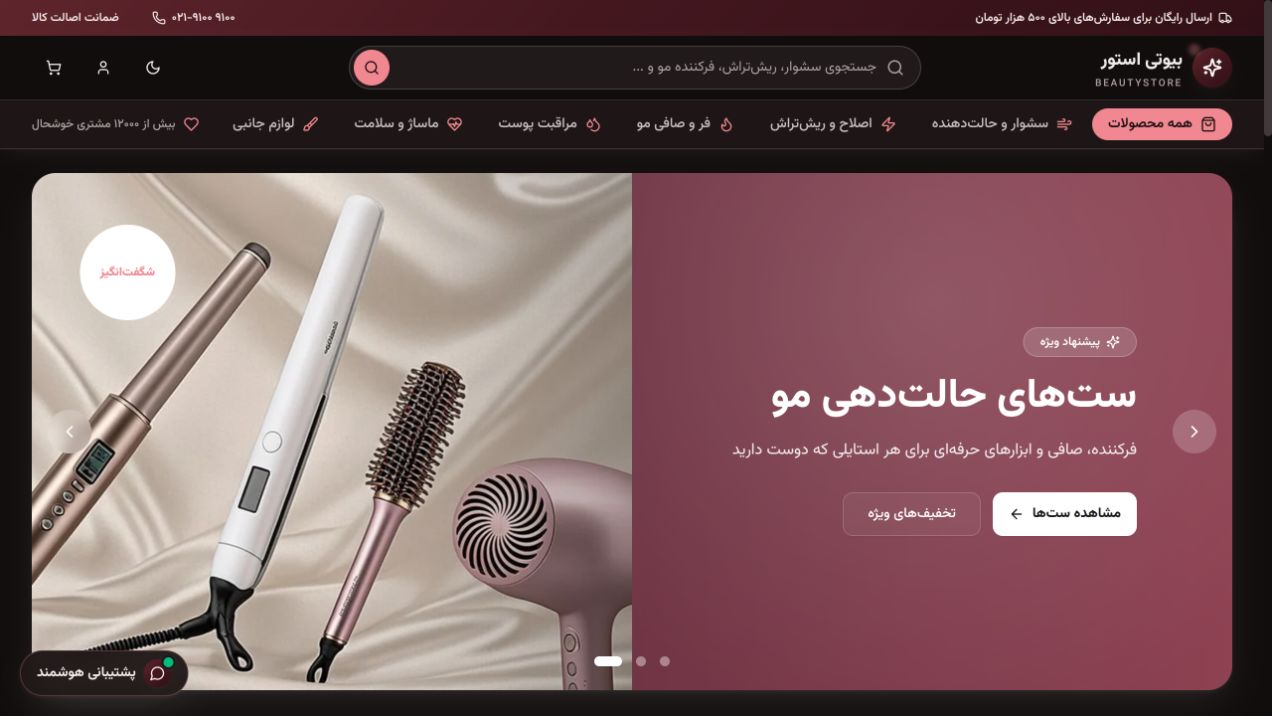 ارسال رایگان برای سفارش‌های بالای ۵۰۰ هزار تومان
۰۲۱-۹۱۰۰ ۹۱۰۰
ضمانت اصالت کالا
بیوتی استور
BEAUTYSTORE
جستجوی سشوار، ریش‌تراش، فرکننده مو و ...
همه محصولات
سشوار و حالت‌دهنده
اصلاح و ریش‌تراش
فر و صافی مو
مراقبت پوست
ماساژ و سلامت
لوازم جانبی
بیش از ۱۲۰۰۰ مشتری خوشحال
شگفت‌انگیز
پیشنهاد ویژه
ست‌های حالت‌دهی مو
فرکننده، صافی و ابزارهای حرفه‌ای برای هر استایلی که دوست دارید
مشاهده ست‌ها
تخفیف‌های ویژه
پشتیبانی هوشمند